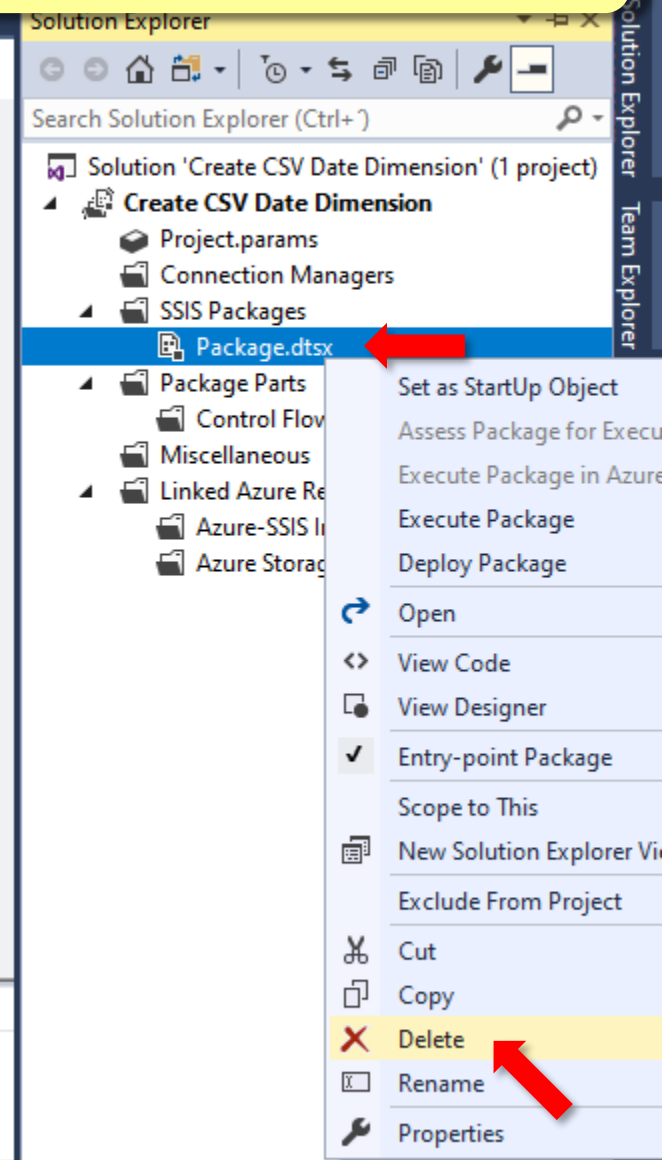 Solution Explorer
Search Solution Explorer (Ctrl+´)
Solution 'Create CSV Date Dimension' (1 project)
Create CSV Date Dimension
Project.params
Connection Managers
SSIS Packages
Package.dtsx
Package Parts
Control Flow
Miscellaneous
Linked Azure Re
Azure-SSIS I
Azure Storag
Set as StartUp Object
Assess Package for Execu
Execute Package in Azure
Execute Package
Deploy Package
Open
View Code
View Designer
Entry-point Package
Scope to This
New Solution Explorer Vie
Exclude From Project
Cut
Copy
Delete
Rename
Properties
Solution Explorer
Team Explorer